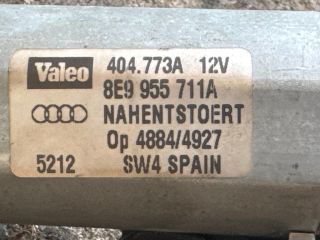 Valeo 404.773A 12V
8E9 955 711A
NAHENTSTOERT
Op 4884/4927
5212 SW4 SPAIN